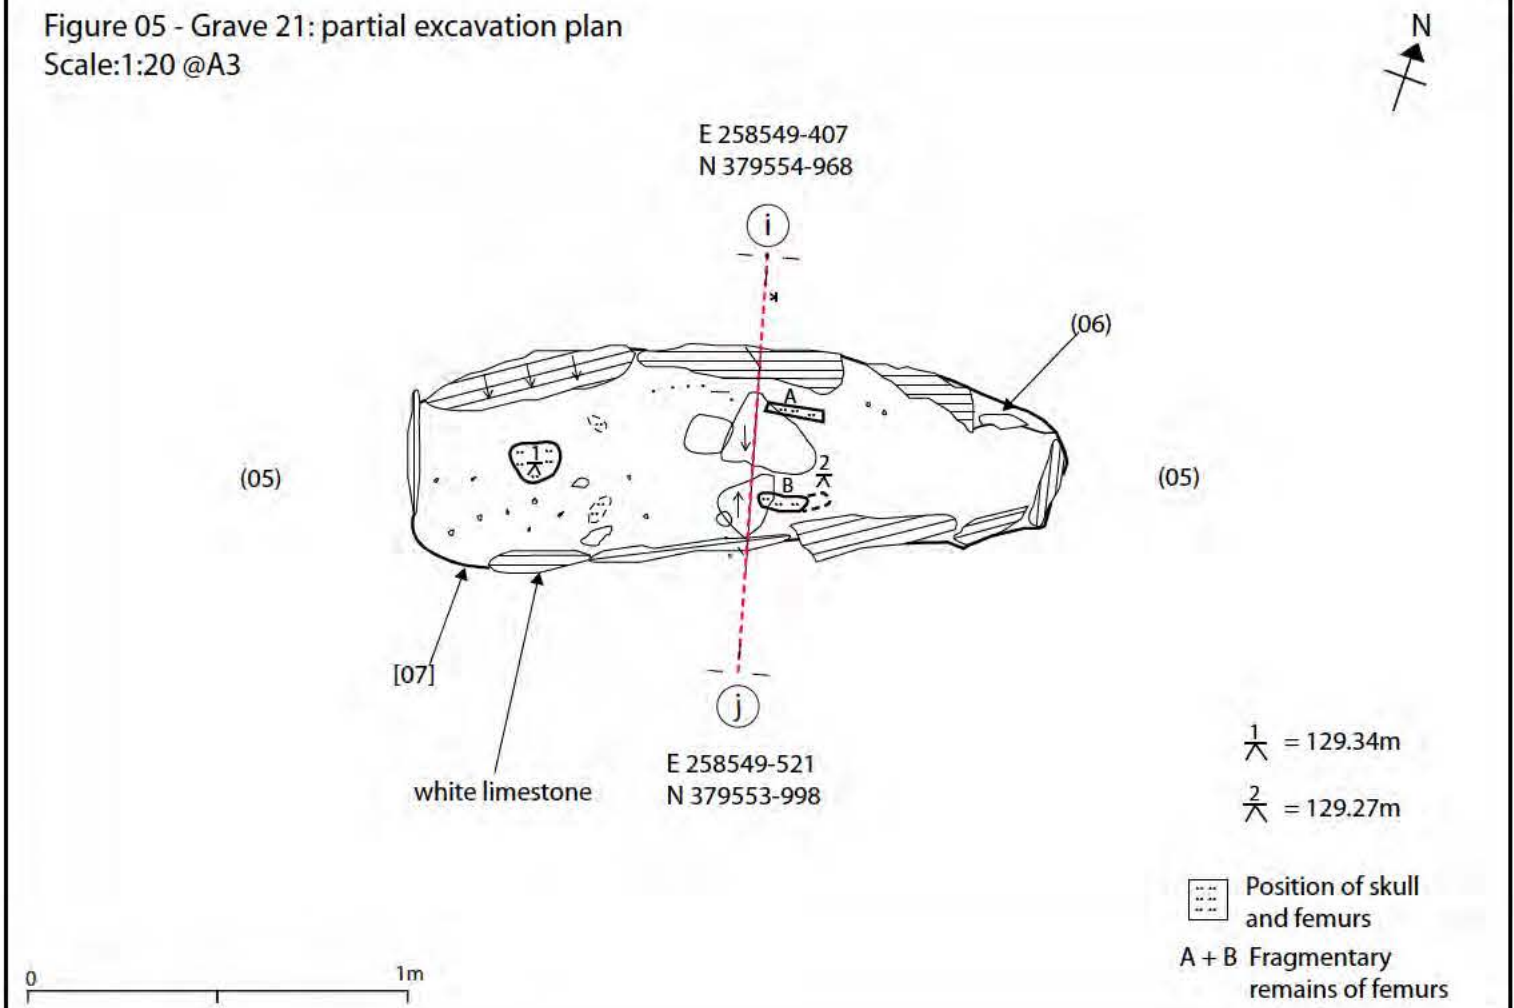 Figure 05 - Grave 21: partial excavation plan
Scale:1:20 @A3
N
E 258549-407
N 379554-968
i
(06)
A
1
2
B
(05)
(05)
[07]
j
white limestone
E 258549-521
N 379553-998
1 = 129.34m
2 = 129.27m
Position of skull
and femurs
A + B Fragmentary
remains of femurs
0 1m